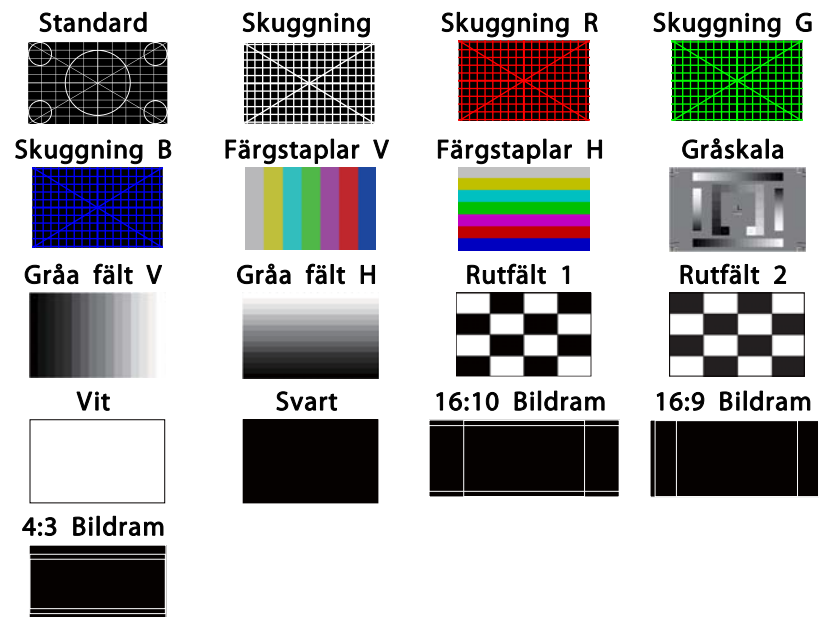 Standard
Skuggning
Skuggning R
Skuggning G
Skuggning B
Färgstaplar V
Färgstaplar H
Gråskala
Gråa fält V
Gråa fält H
Rutfält 1
Rutfält 2
Vit
Svart
16:10 Bildram
16:9 Bildram
4:3 Bildram